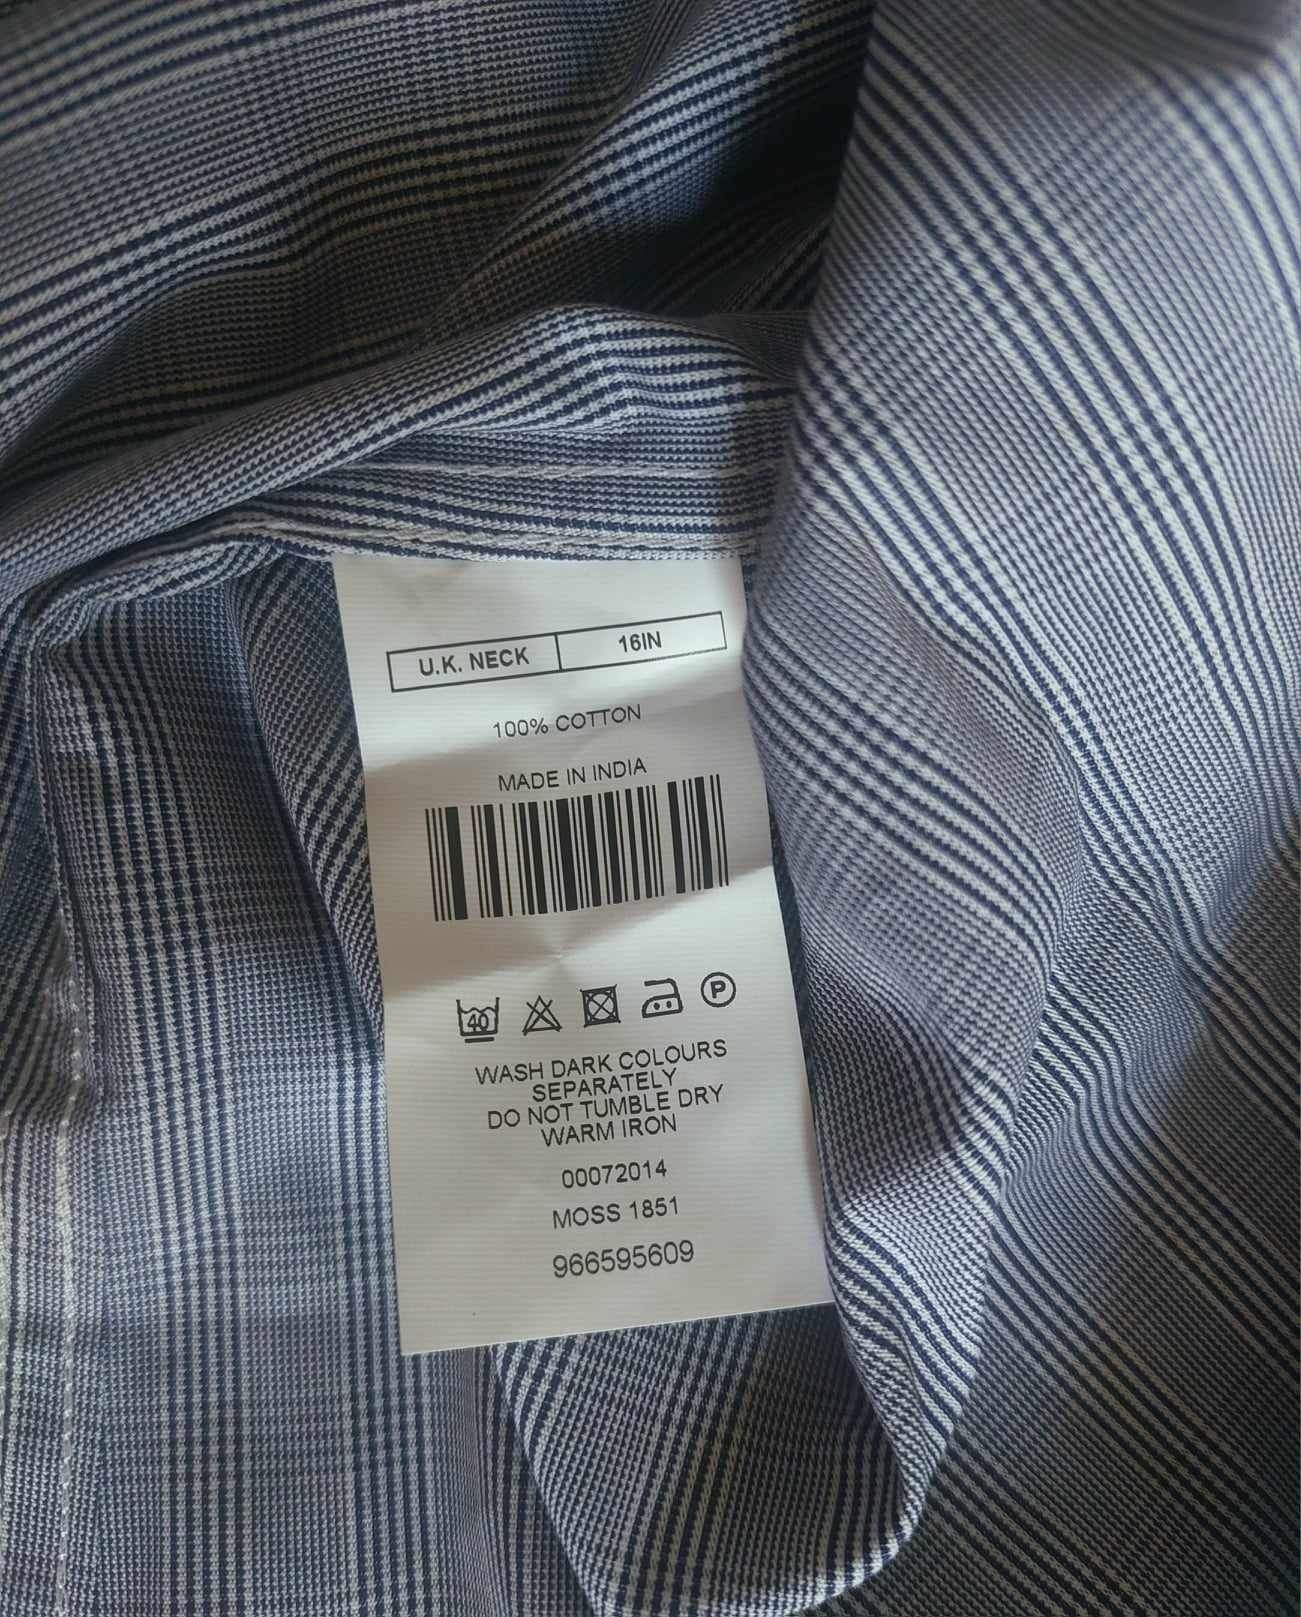 U.K. NECK 16IN
100% COTTON
MADE IN INDIA
40 P
WASH DARK COLOURS
SEPARATELY
DO NOT TUMBLE DRY
WARM IRON
00072014
MOSS 1851
966595609